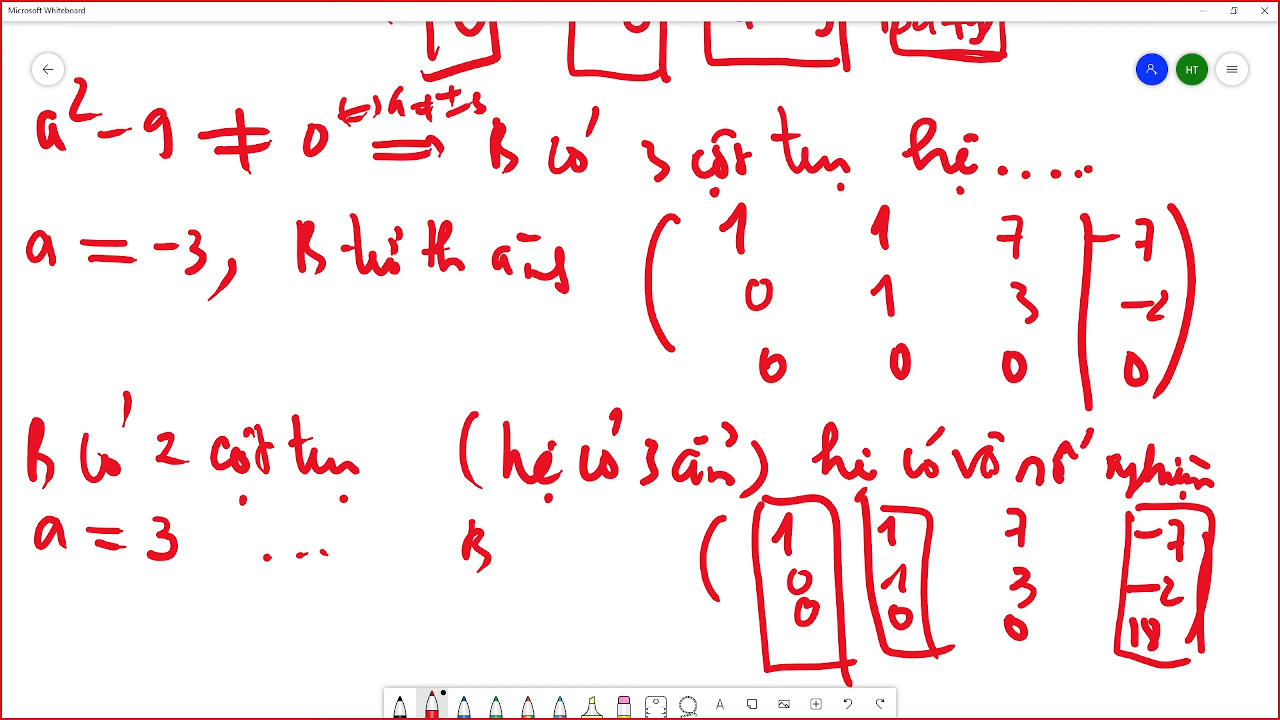 Microsoft Whiteboard
HT
a² - 9 ≠ 0 ⇒ B có 3 cột trụ hệ .....
a = -3, B trở thành
1 1 7 | -7
0 1 3 | -2
0 0 0 | 0
B có 2 cột trụ (hệ có 3 ẩn) hệ có vô số nghiệm
a = 3 ... B
1 1 7 -7
0 1 3 -2
0 0 0 18